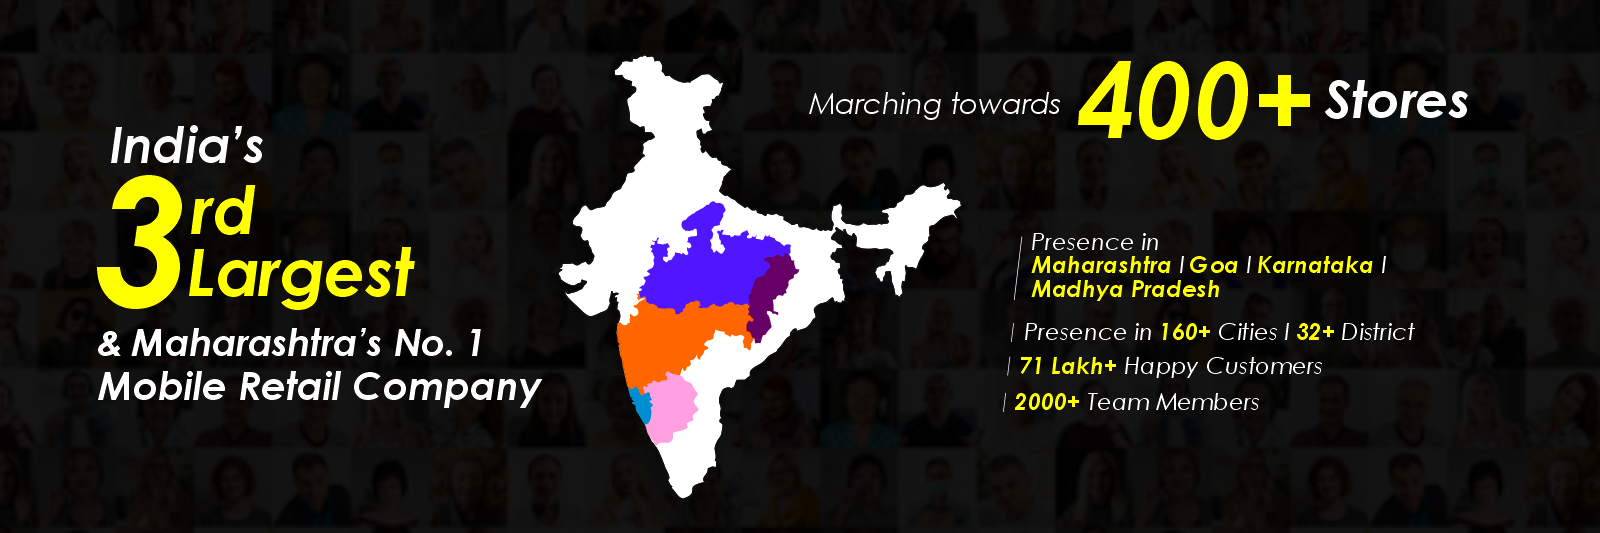 India's
3rd
Largest
& Maharashtra's No. 1
Mobile Retail Company
Marching towards 400+ Stores
Presence in
Maharashtra I Goa I Karnataka I
Madhya Pradesh
Presence in 160+ Cities I 32+ District
71 Lakh+ Happy Customers
2000+ Team Members